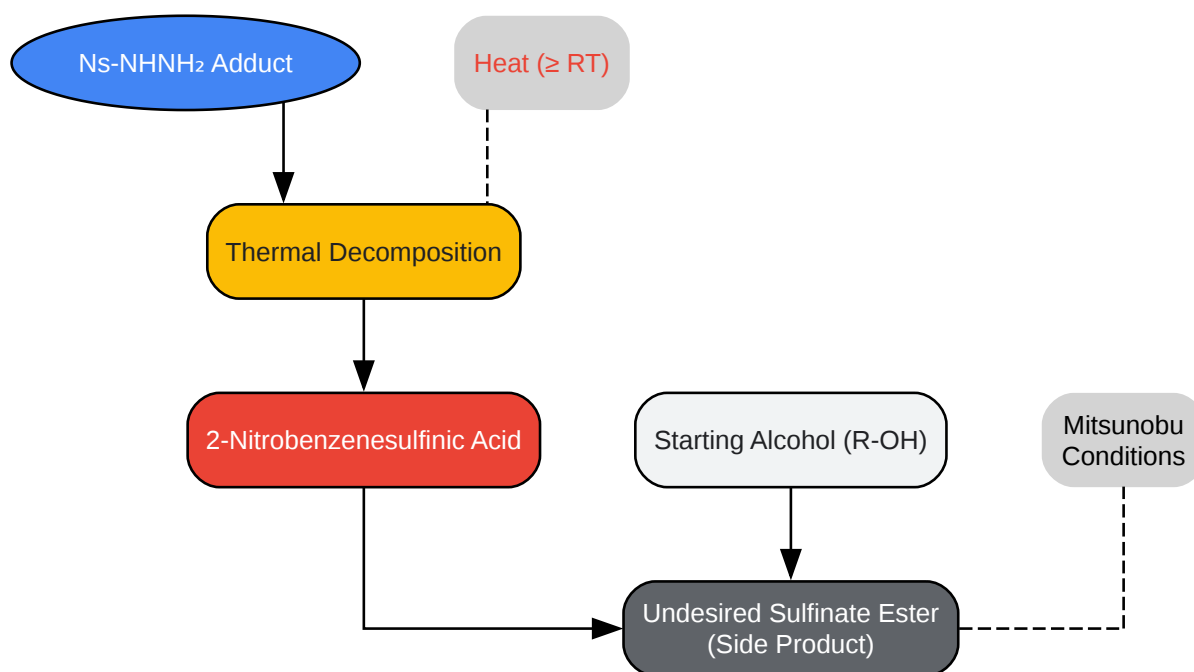 Ns-NHNH₂ Adduct
Heat (≥ RT)
Thermal Decomposition
2-Nitrobenzenesulfinic Acid
Starting Alcohol (R-OH)
Mitsunobu
Conditions
Undesired Sulfinate Ester
(Side Product)